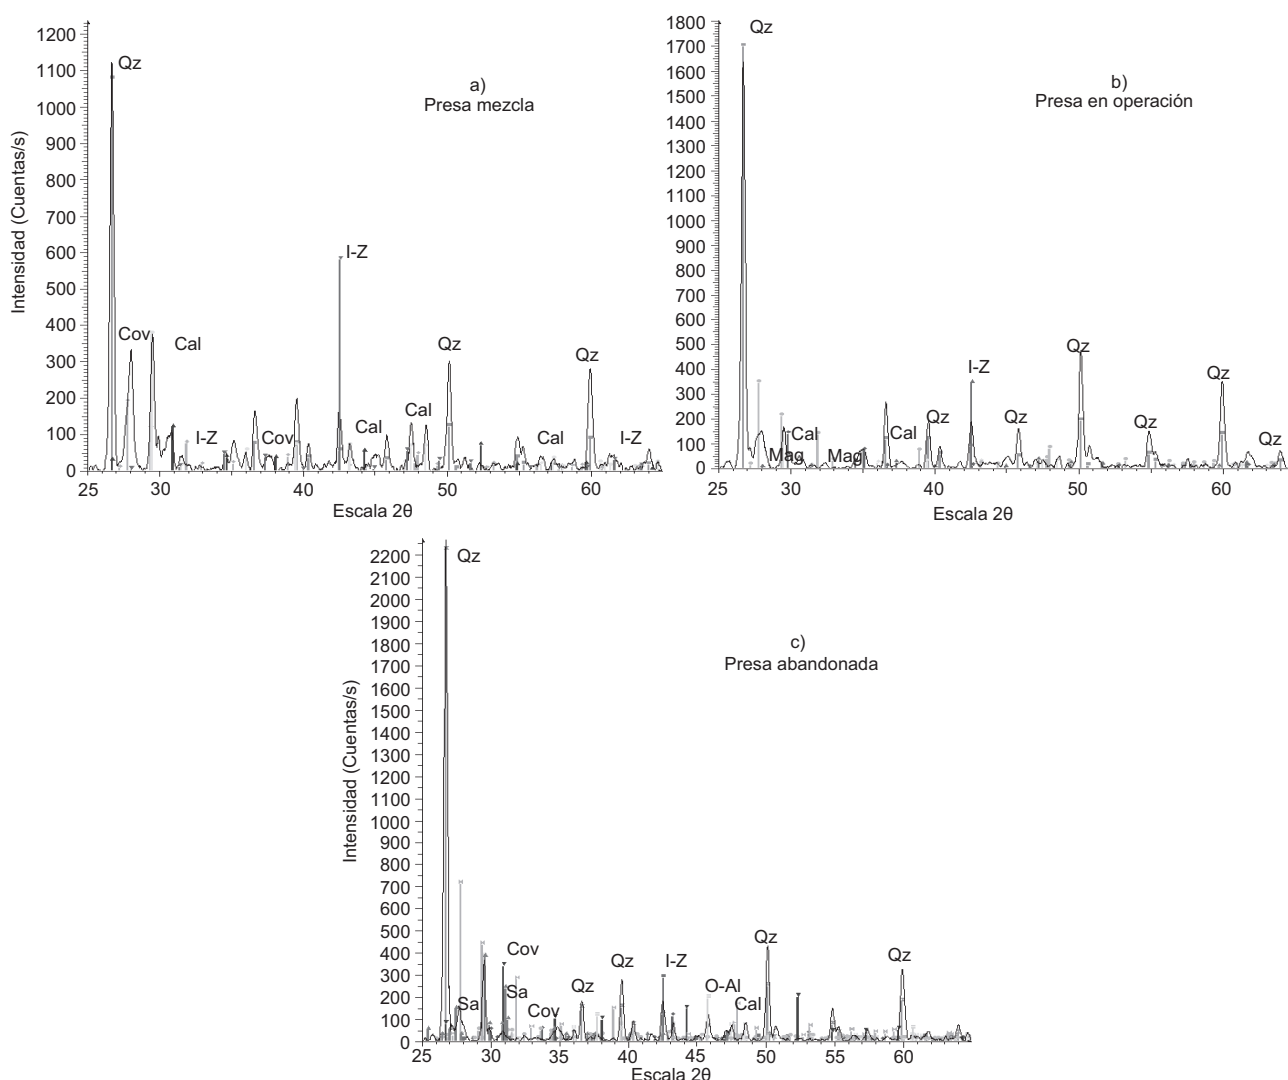 a)
Presa mezcla
Intensidad (Cuentas/s)
1200
1100
1000
900
800
700
600
500
400
300
200
100
0
Qz
Cov
Cal
I-Z
I-Z
Cov
Cal
Cal
Qz
Cal
Qz
I-Z
25
30
40
50
60
Escala 2θ
b)
Presa en operación
1800
1700
1600
1500
1400
1300
1200
1100
1000
900
800
700
600
500
400
300
200
100
0
Qz
Cal
Mag
Mag
Cal
Qz
I-Z
Qz
Qz
Qz
Qz
Qz
25
30
40
50
60
Escala 2θ
c)
Presa abandonada
Intensidad (Cuentas/s)
2200
2100
2000
1900
1800
1700
1600
1500
1400
1300
1200
1100
1000
900
800
700
600
500
400
300
200
100
0
Qz
Sa
Cov
Sa
Cov
Qz
Qz
I-Z
O-Al
Cal
Qz
Qz
25
30
35
40
45
50
55
60
Escala 2θ